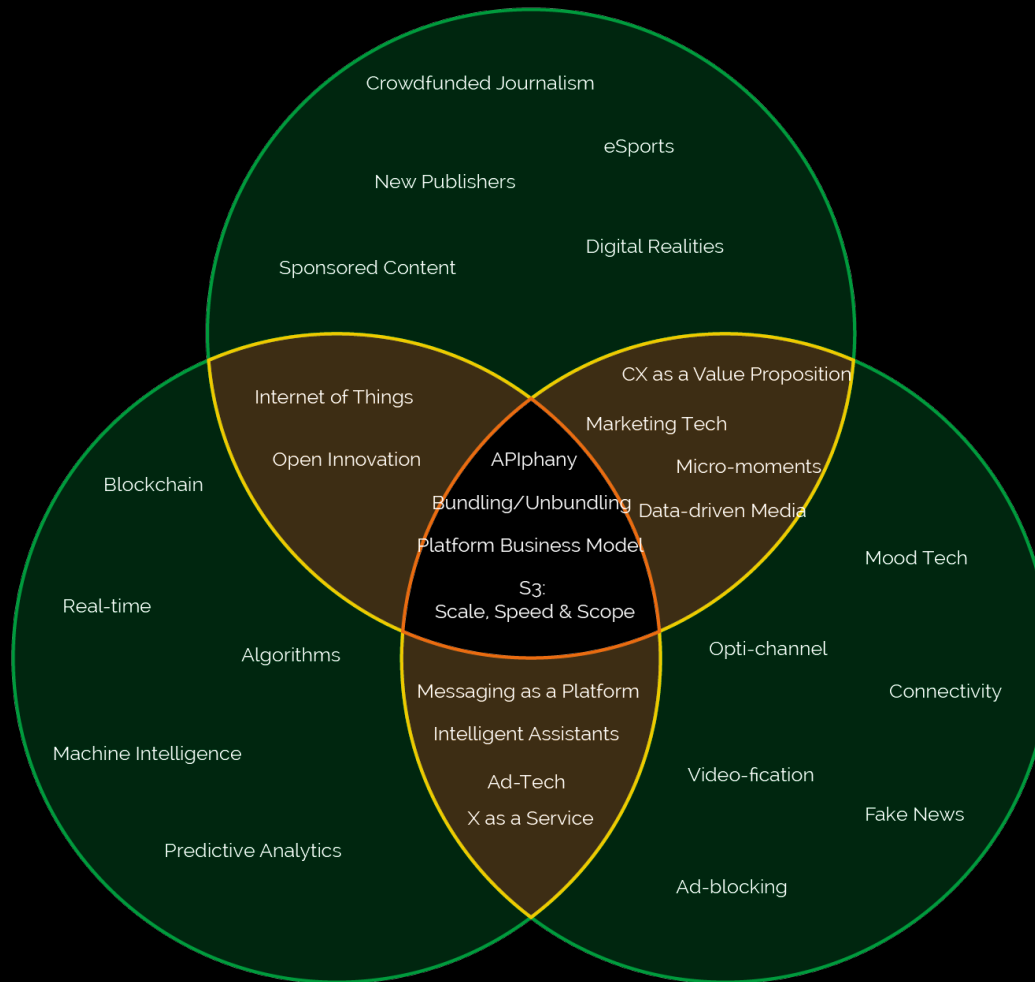 Crowdfunded Journalism
eSports
New Publishers
Digital Realities
Sponsored Content
CX as a Value Proposition
Internet of Things
Marketing Tech
Open Innovation
APIphany
Micro-moments
Blockchain
Bundling/Unbundling
Data-driven Media
Platform Business Model
Mood Tech
S3:
Scale, Speed & Scope
Real-time
Algorithms
Opti-channel
Messaging as a Platform
Connectivity
Intelligent Assistants
Machine Intelligence
Ad-Tech
Video-fication
X as a Service
Fake News
Predictive Analytics
Ad-blocking